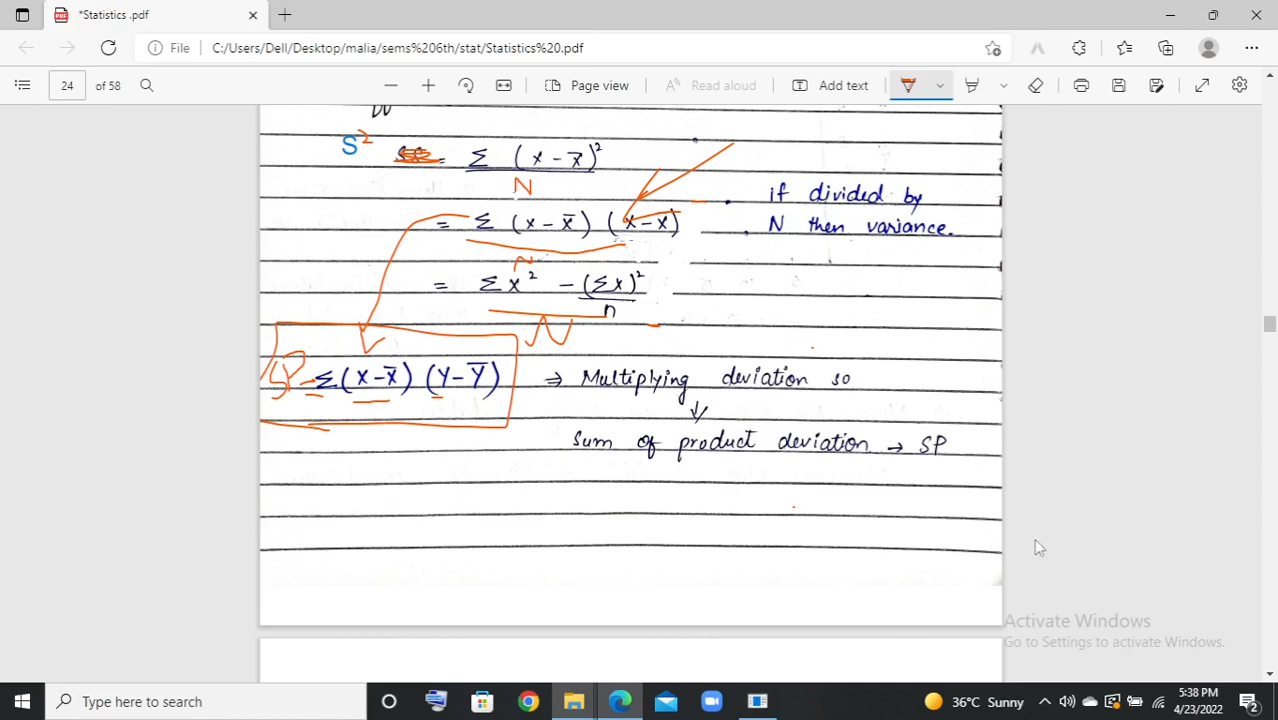 *Statistics .pdf
File C:/Users/Dell/Desktop/malia/sems%206th/stat/Statistics%20.pdf
24 of 58 Page view Read aloud Add text
S² = Σ (x - x̄)²
N
if divided by
= Σ (x - x̄) (x - x)
N then variance.
N
= Σx² - (Σx)²
n
N
SP = Σ(X - X̄) (Y - Ȳ) ⇒ Multiplying deviation so
↓
Sum of product deviation → SP
Activate Windows
Go to Settings to activate Windows.
Type here to search
36°C Sunny
5:38 PM
4/23/2022
2